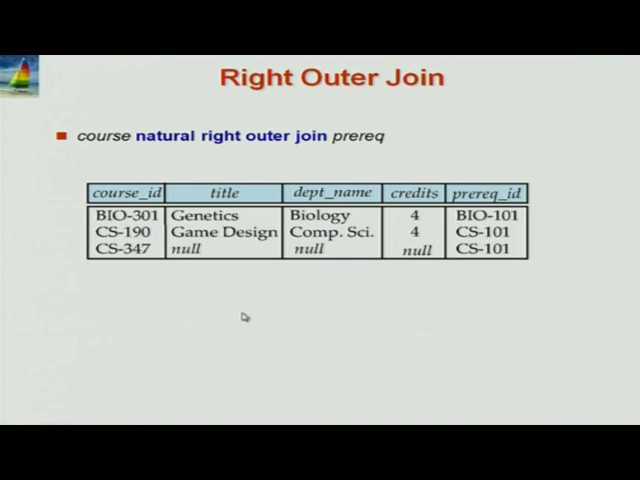 Right Outer Join
course natural right outer join prereq
course_id title dept_name credits prereq_id
BIO-301 Genetics Biology 4 BIO-101
CS-190 Game Design Comp. Sci. 4 CS-101
CS-347 null null null CS-101